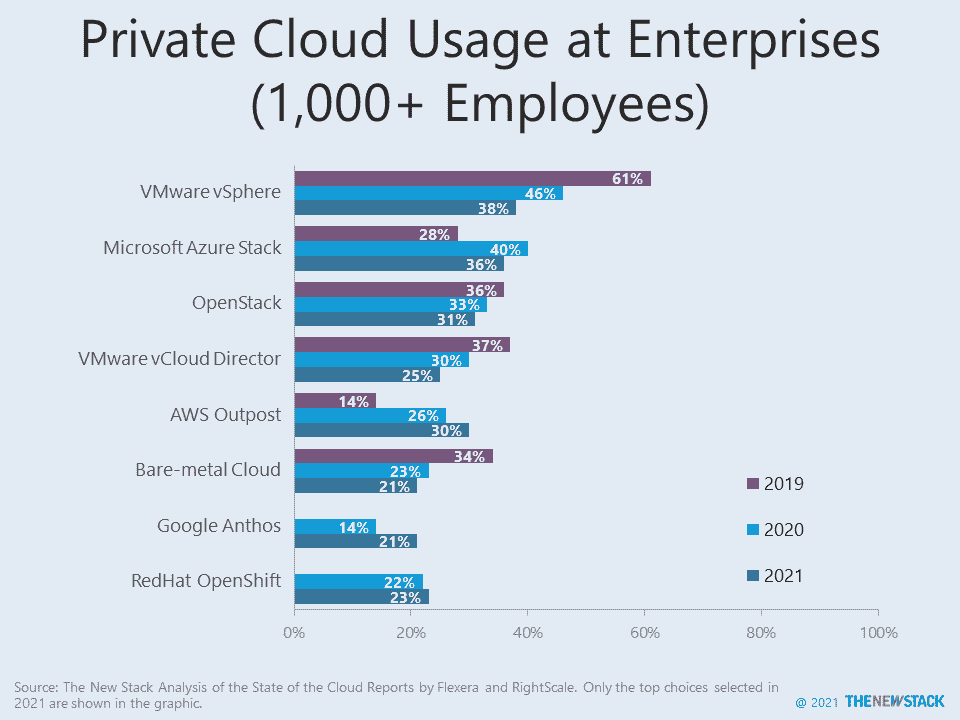 Private Cloud Usage at Enterprises
(1,000+ Employees)
VMware vSphere
61%
46%
38%
Microsoft Azure Stack
28%
40%
36%
OpenStack
36%
33%
31%
VMware vCloud Director
37%
30%
25%
AWS Outpost
14%
26%
30%
Bare-metal Cloud
34%
23%
21%
Google Anthos
14%
21%
RedHat OpenShift
22%
23%
2019
2020
2021
0%
20%
40%
60%
80%
100%
Source: The New Stack Analysis of the State of the Cloud Reports by Flexera and RightScale. Only the top choices selected in
2021 are shown in the graphic.
@ 2021 THENEWSTACK